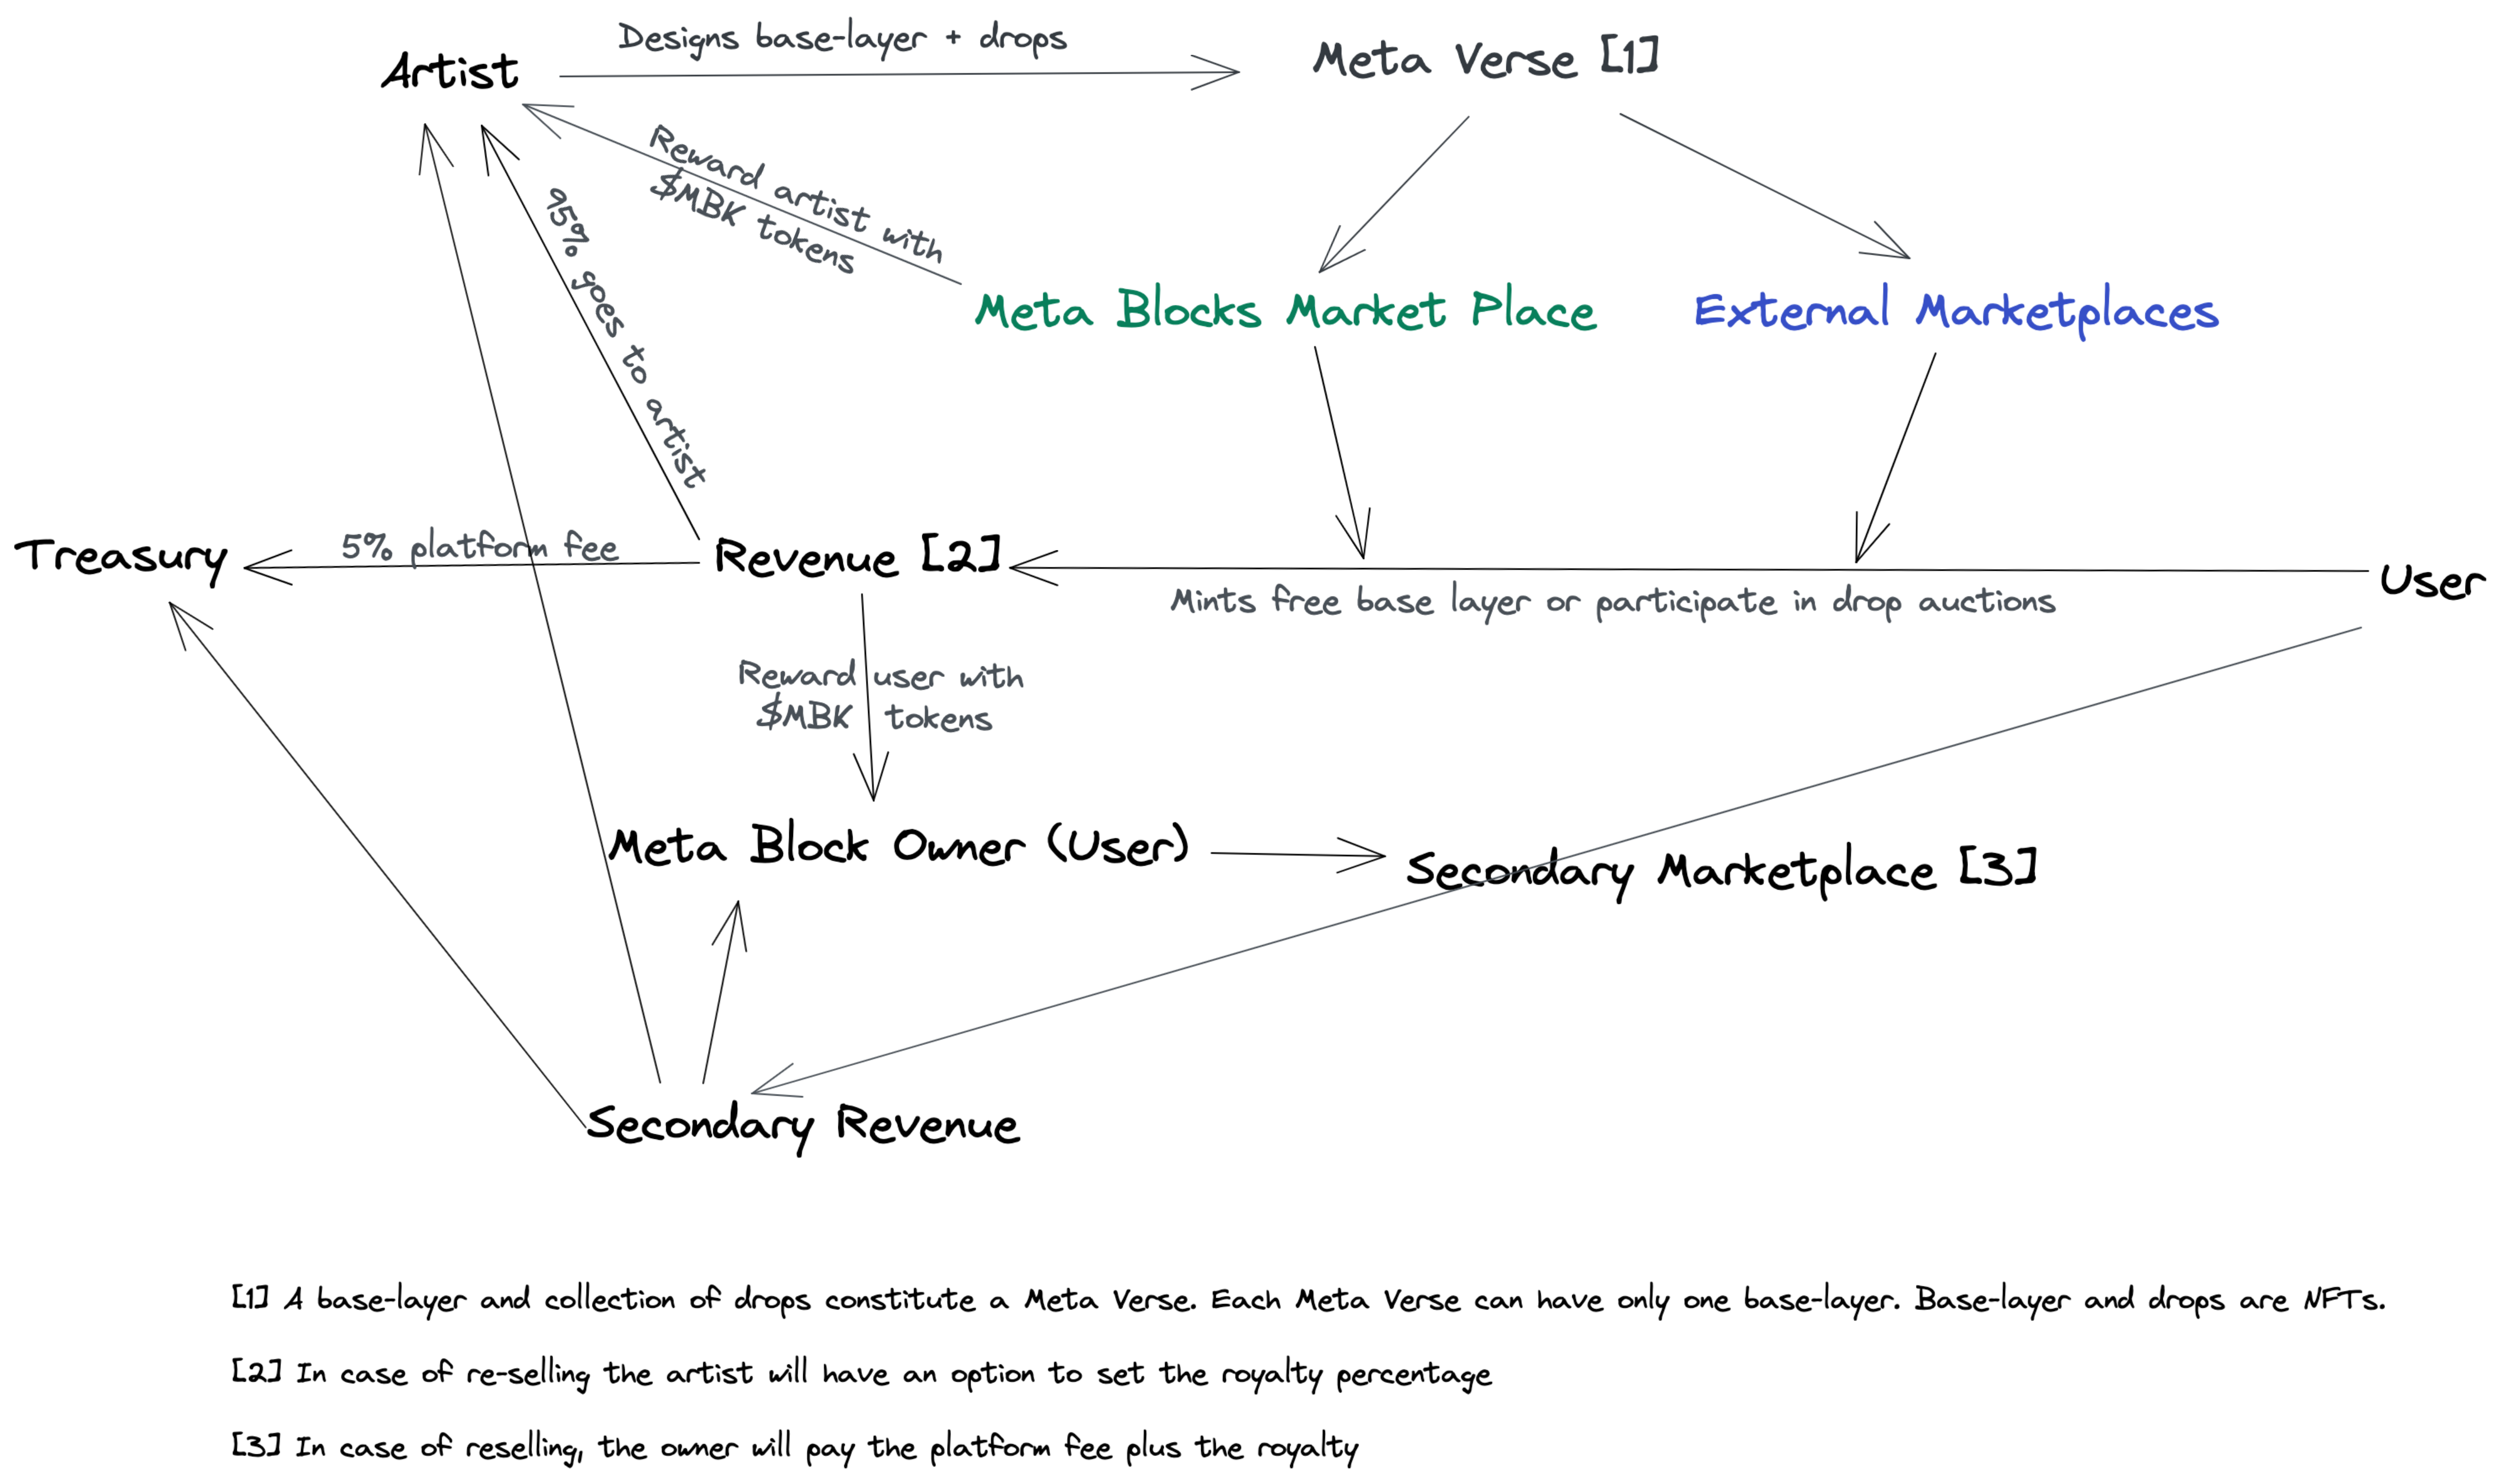 Designs base-layer + drops
Artist
Meta Verse [1]
Reward artist with
$MBK tokens
95% goes to artist
Meta Blocks Market Place
External Marketplaces
Treasury
5% platform fee
Revenue [2]
User
Mints free base layer or participate in drop auctions
Reward user with
$MBK tokens
Meta Block Owner (User)
Secondary Marketplace [3]
Secondary Revenue
[1] A base-layer and collection of drops constitute a Meta Verse. Each Meta Verse can have only one base-layer. Base-layer and drops are NFTs.
[2] In case of re-selling the artist will have an option to set the royalty percentage
[3] In case of reselling, the owner will pay the platform fee plus the royalty